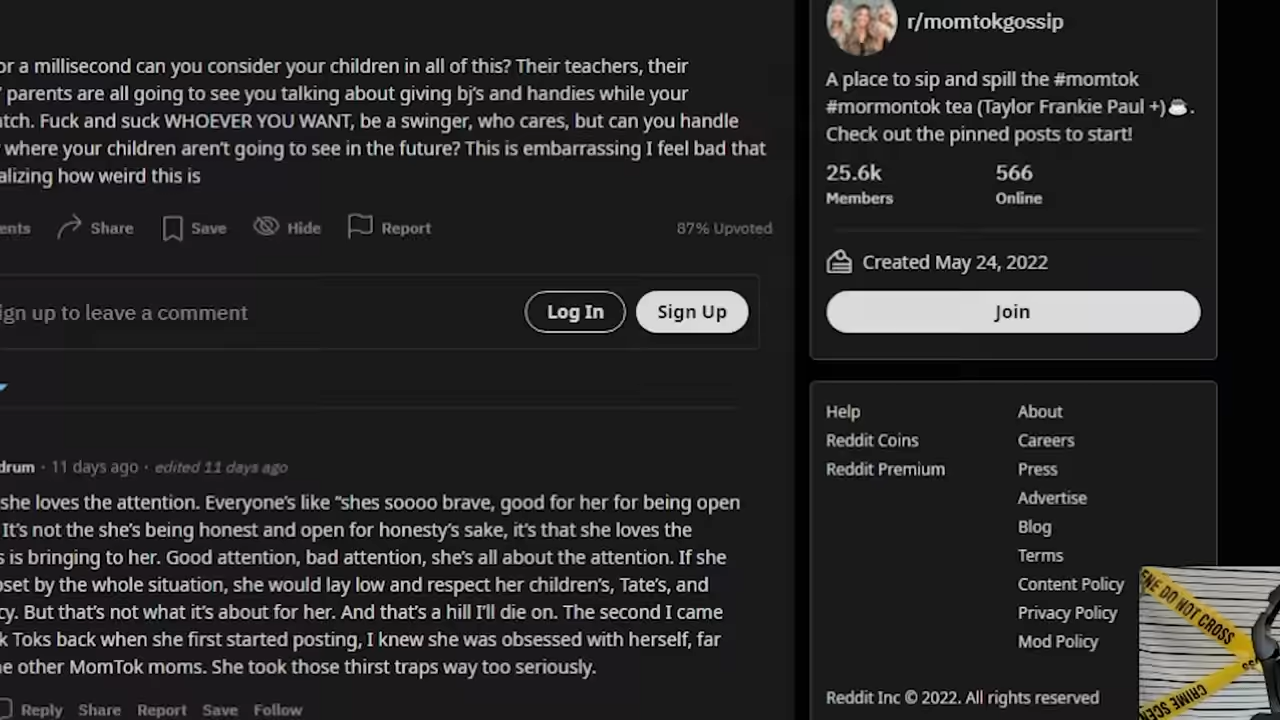 or a millisecond can you consider your children in all of this? Their teachers, their
parents are all going to see you talking about giving bj's and handies while your
Fuck and suck WHOEVER YOU WANT, be a swinger, who cares, but can you handle
where your children aren't going to see in the future? This is embarrassing I feel bad that
alizing how weird this is
ents Share Save Hide Report 87% Upvoted
ign up to leave a comment Log In Sign Up
drum · 11 days ago · edited 11 days ago
she loves the attention. Everyone's like "shes soooo brave, good for her for being open
It's not the she's being honest and open for honesty's sake, it's that she loves the
s is bringing to her. Good attention, bad attention, she's all about the attention. If she
set by the whole situation, she would lay low and respect her children's, Tate's, and
cy. But that's not what it's about for her. And that's a hill I'll die on. The second I came
k Toks back when she first started posting, I knew she was obsessed with herself, far
e other MomTok moms. She took those thirst traps way too seriously.
Reply Share Report Save Follow
r/momtokgossip
A place to sip and spill the #momtok
#mormontok tea (Taylor Frankie Paul +)☕.
Check out the pinned posts to start!
25.6k 566
Members Online
Created May 24, 2022
Join
Help About
Reddit Coins Careers
Reddit Premium Press
Advertise
Blog
Terms
Content Policy
Privacy Policy
Mod Policy
Reddit Inc © 2022. All rights reserved
ENE DO NOT CROSS
SS
CRIME SCEN